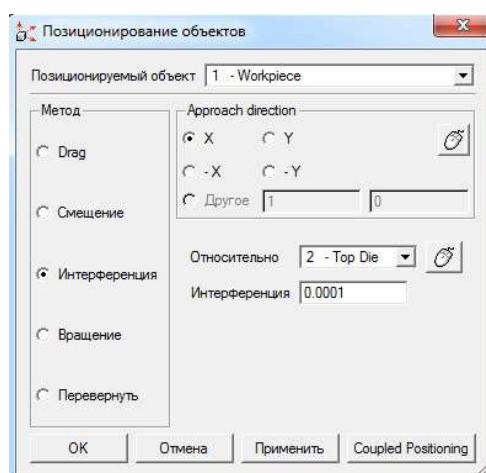 Позиционирование объектов
Позиционируемый объект 1 - Workpiece
Метод
Drag
Смещение
Интерференция
Вращение
Перевернуть
Approach direction
X Y
-X -Y
Другое 1 0
Относительно 2 - Top Die
Интерференция 0.0001
OK Отмена Применить Coupled Positioning